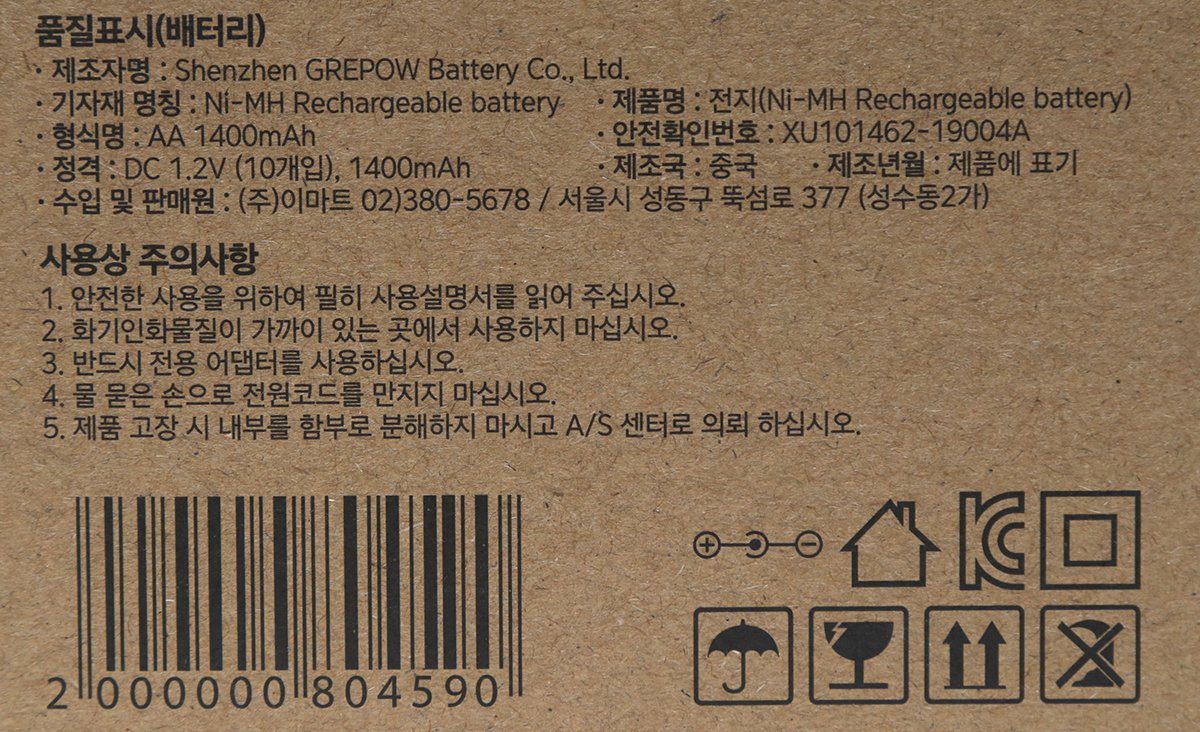 품질표시(배터리)
· 제조자명 : Shenzhen GREPOW Battery Co., Ltd.
· 기자재 명칭 : Ni-MH Rechargeable battery · 제품명 : 전지(Ni-MH Rechargeable battery)
· 형식명 : AA 1400mAh · 안전확인번호 : XU101462-19004A
· 정격 : DC 1.2V (10개입), 1400mAh · 제조국 : 중국 · 제조년월 : 제품에 표기
· 수입 및 판매원 : (주)이마트 02)380-5678 / 서울시 성동구 뚝섬로 377 (성수동2가)
사용상 주의사항
1. 안전한 사용을 위하여 필히 사용설명서를 읽어 주십시오.
2. 화기인화물질이 가까이 있는 곳에서 사용하지 마십시오.
3. 반드시 전용 어댑터를 사용하십시오.
4. 물 묻은 손으로 전원코드를 만지지 마십시오.
5. 제품 고장 시 내부를 함부로 분해하지 마시고 A/S 센터로 의뢰 하십시오.
2 000000 804590